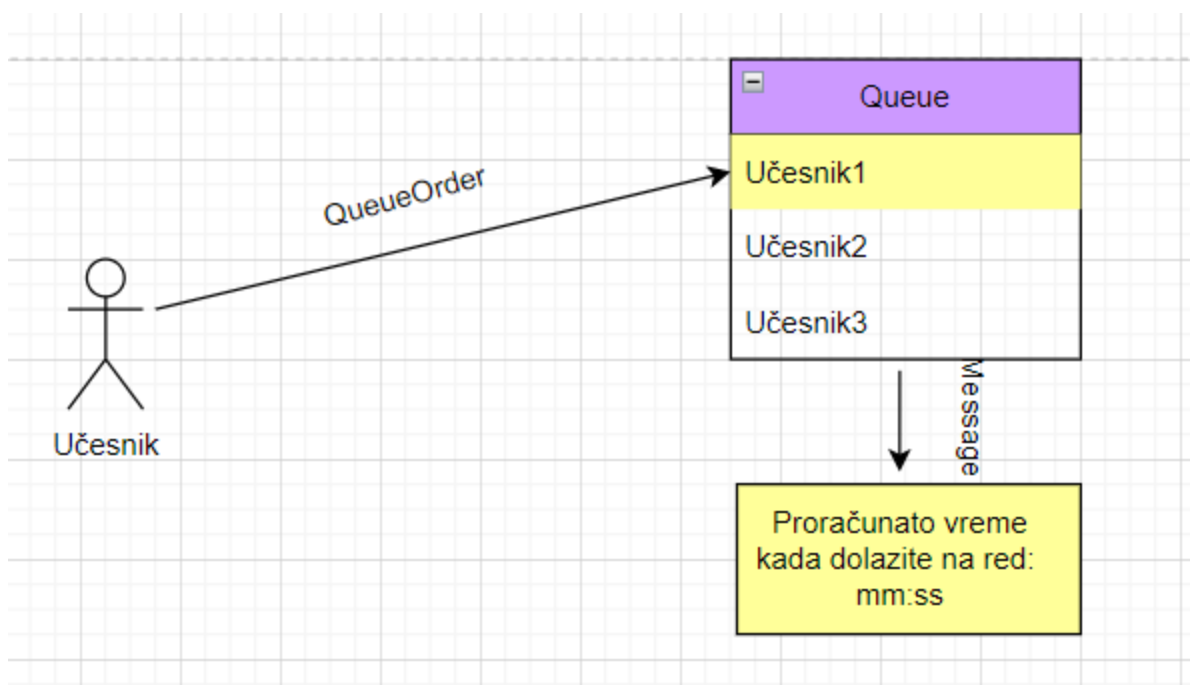 Queue
Učesnik1
QueueOrder
Učesnik2
Učesnik3
Message
Učesnik
Proračunato vreme
kada dolazite na red:
mm:ss